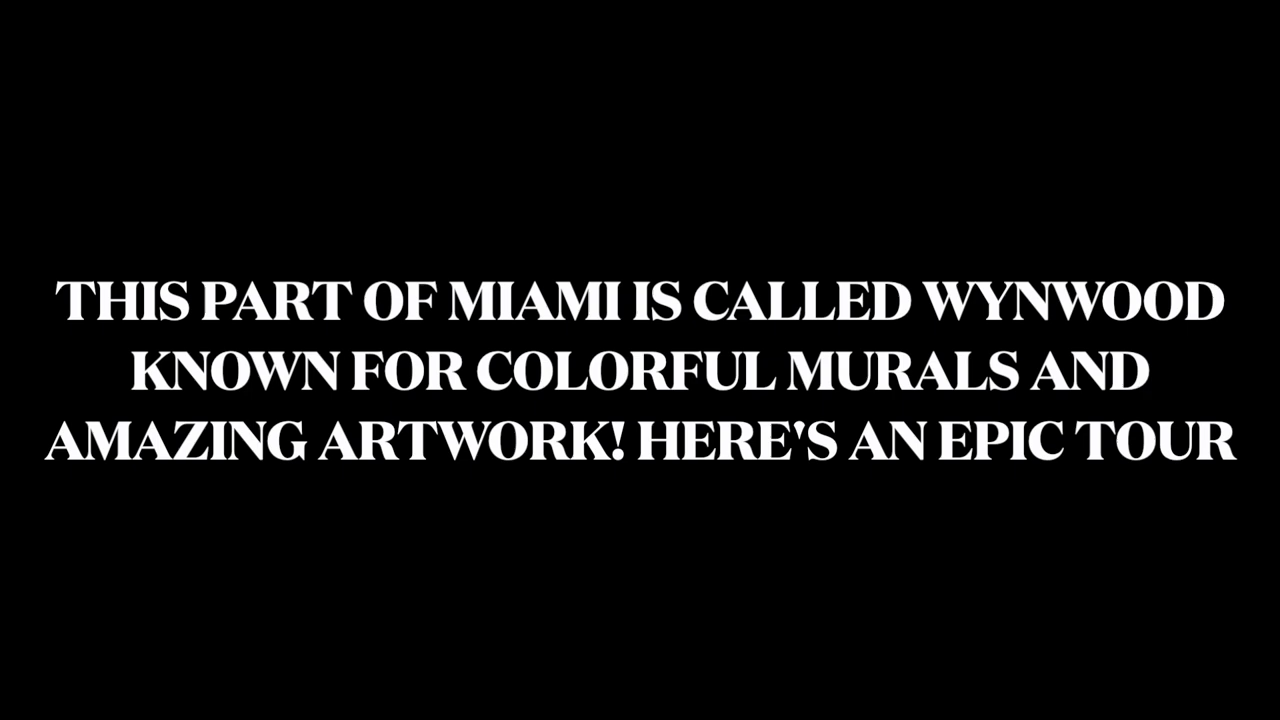 THIS PART OF MIAMI IS CALLED WYNWOOD
KNOWN FOR COLORFUL MURALS AND
AMAZING ARTWORK! HERE'S AN EPIC TOUR